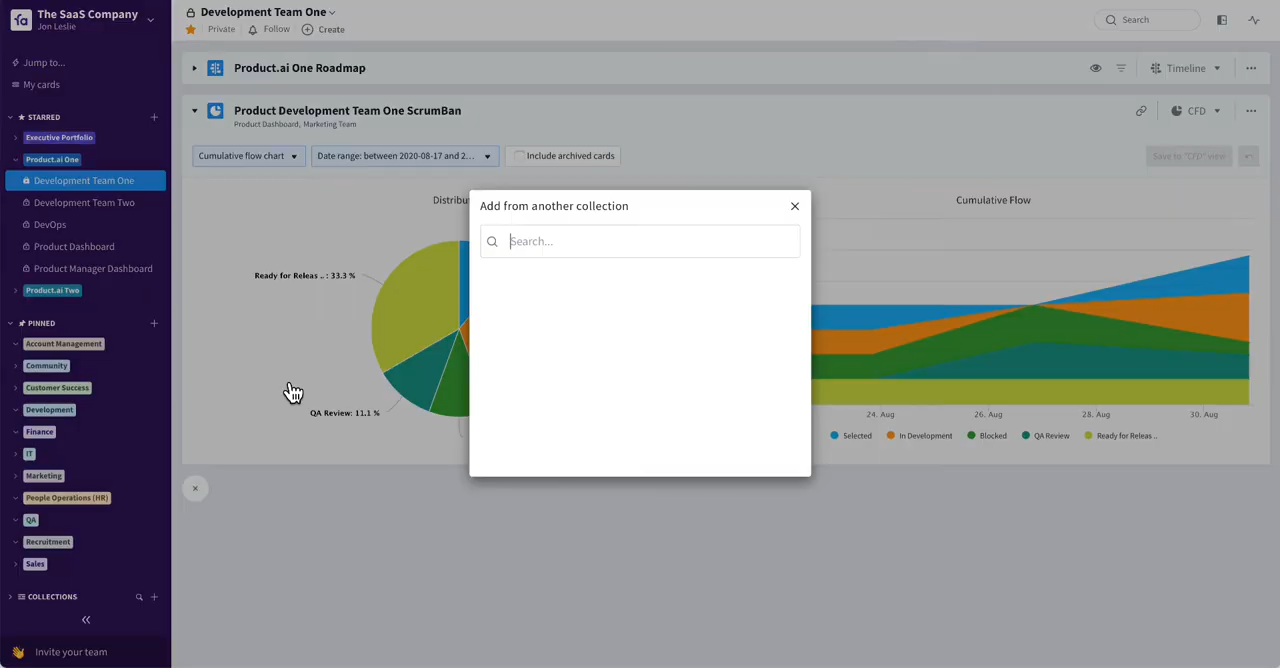 The SaaS Company
Jon Leslie
Jump to...
My cards
STARRED
Executive Portfolio
Product.ai One
Development Team One
Development Team Two
DevOps
Product Dashboard
Product Manager Dashboard
Product.ai Two
PINNED
Account Management
Community
Customer Success
Development
Finance
IT
Marketing
People Operations (HR)
QA
Recruitment
Sales
COLLECTIONS
Invite your team
Development Team One
Private
Follow
Create
Search
Product.ai One Roadmap
Timeline
Product Development Team One ScrumBan
Product Dashboard, Marketing Team
CFD
Cumulative flow chart
Date range: between 2020-08-17 and 2...
Include archived cards
Save to "CFD" view
Distribu
Ready for Releas .. : 33.3 %
QA Review: 11.1 %
Add from another collection
Search...
Cumulative Flow
24. Aug
26. Aug
28. Aug
30. Aug
Selected
In Development
Blocked
QA Review
Ready for Releas ..